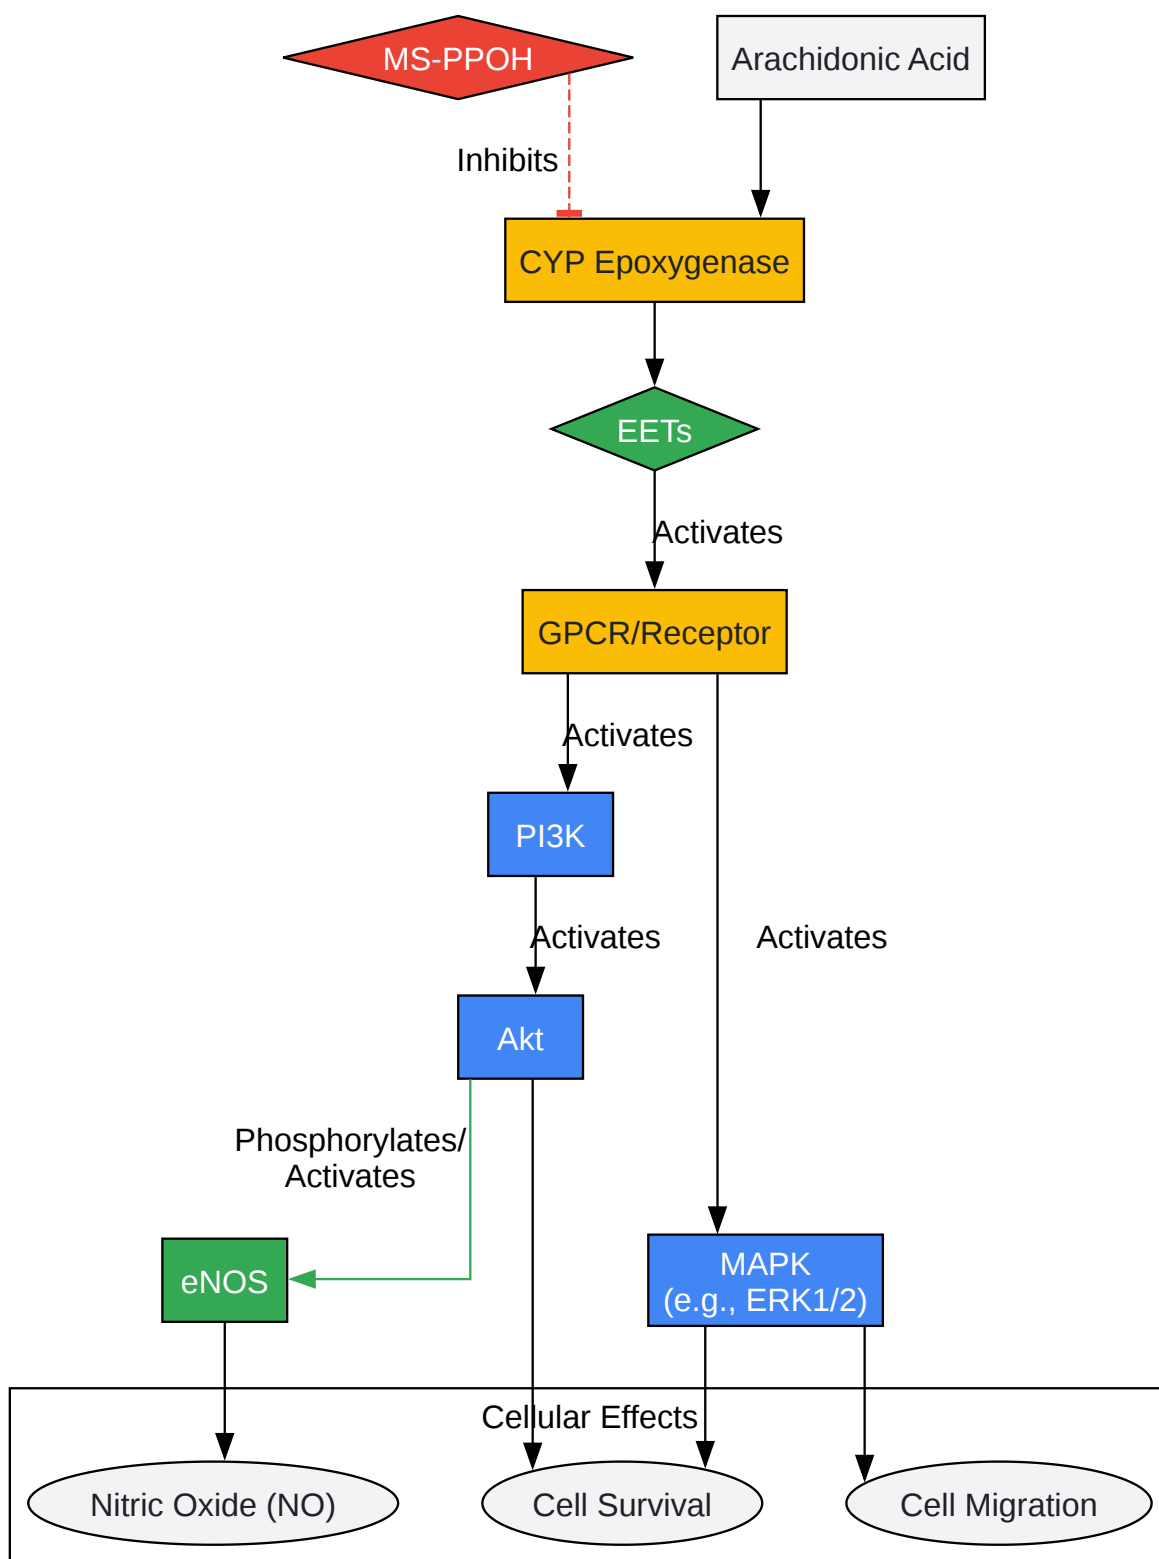 MS-PPOH
Arachidonic Acid
Inhibits
CYP Epoxygenase
EETs
Activates
GPCR/Receptor
Activates
PI3K
Activates
Activates
Akt
Phosphorylates/
Activates
eNOS
MAPK
(e.g., ERK1/2)
Cellular Effects
Nitric Oxide (NO)
Cell Survival
Cell Migration